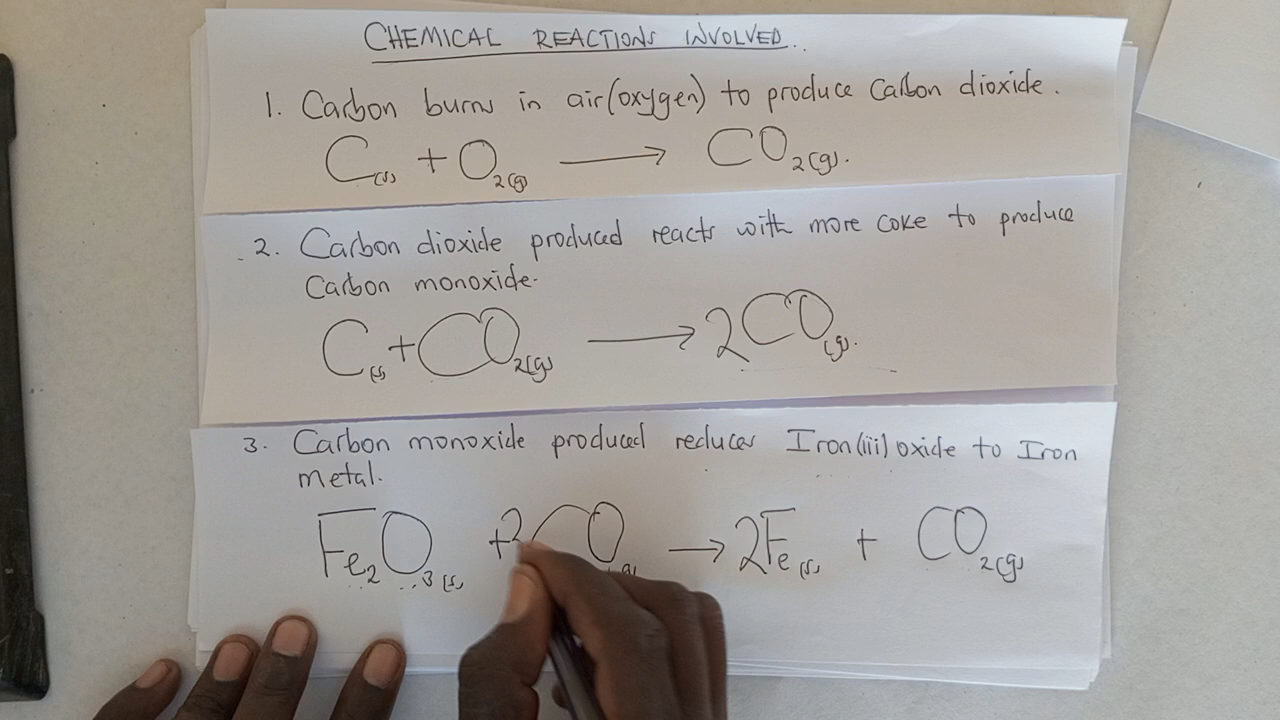 CHEMICAL REACTIONS INVOLVED..
1. Carbon burns in air(oxygen) to produce Carbon dioxide.
C(s) + O2(g) → CO2(g).
2. Carbon dioxide produced reacts with more coke to produce
Carbon monoxide.
C(s) + CO2(g) → 2CO(g).
3. Carbon monoxide produced reduces Iron(iii) oxide to Iron
metal.
Fe2O3(s) + CO → 2Fe(s) + CO2(g)